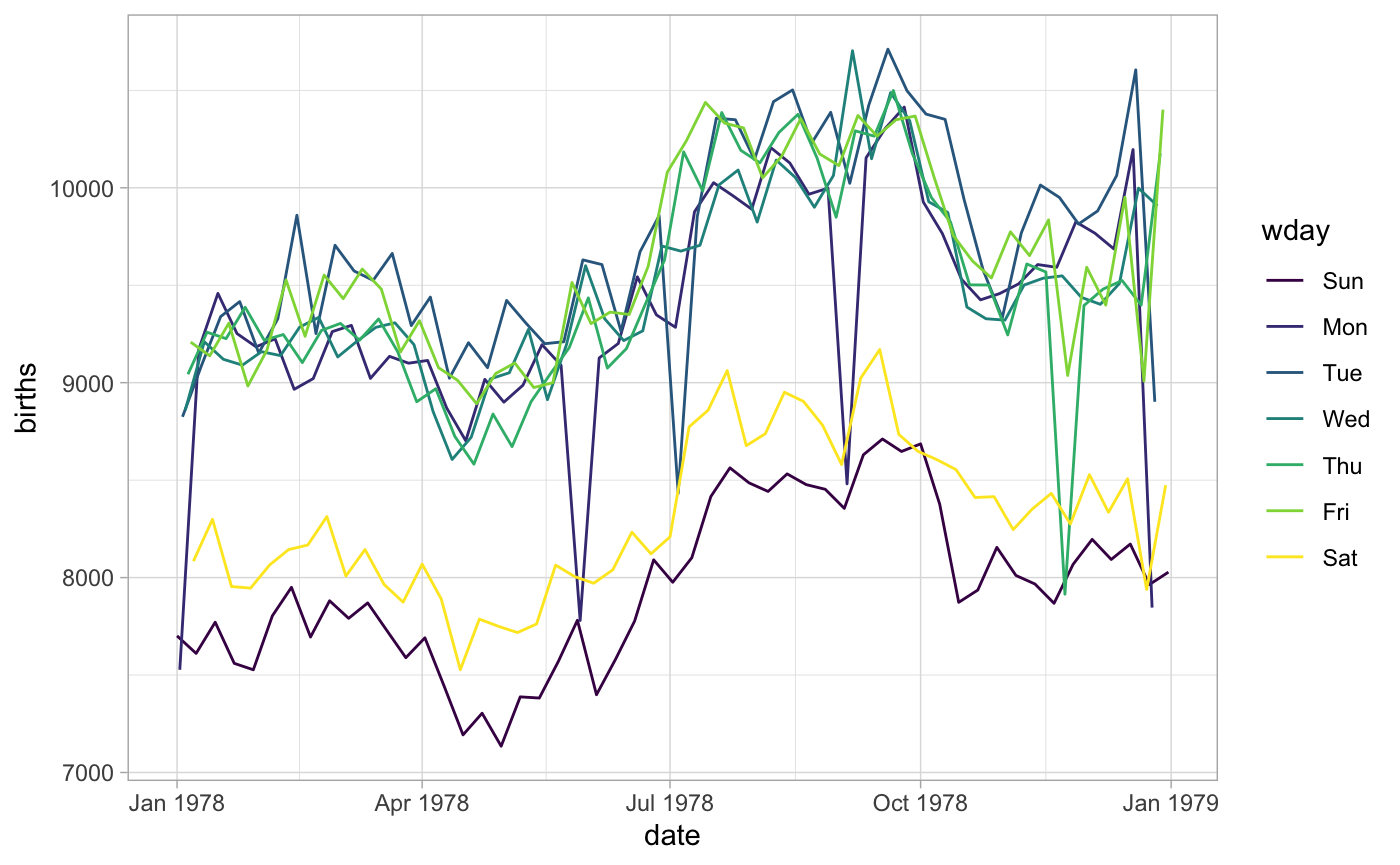 births
10000
9000
8000
7000
Jan 1978
Apr 1978
Jul 1978
Oct 1978
Jan 1979
date
wday
Sun
Mon
Tue
Wed
Thu
Fri
Sat